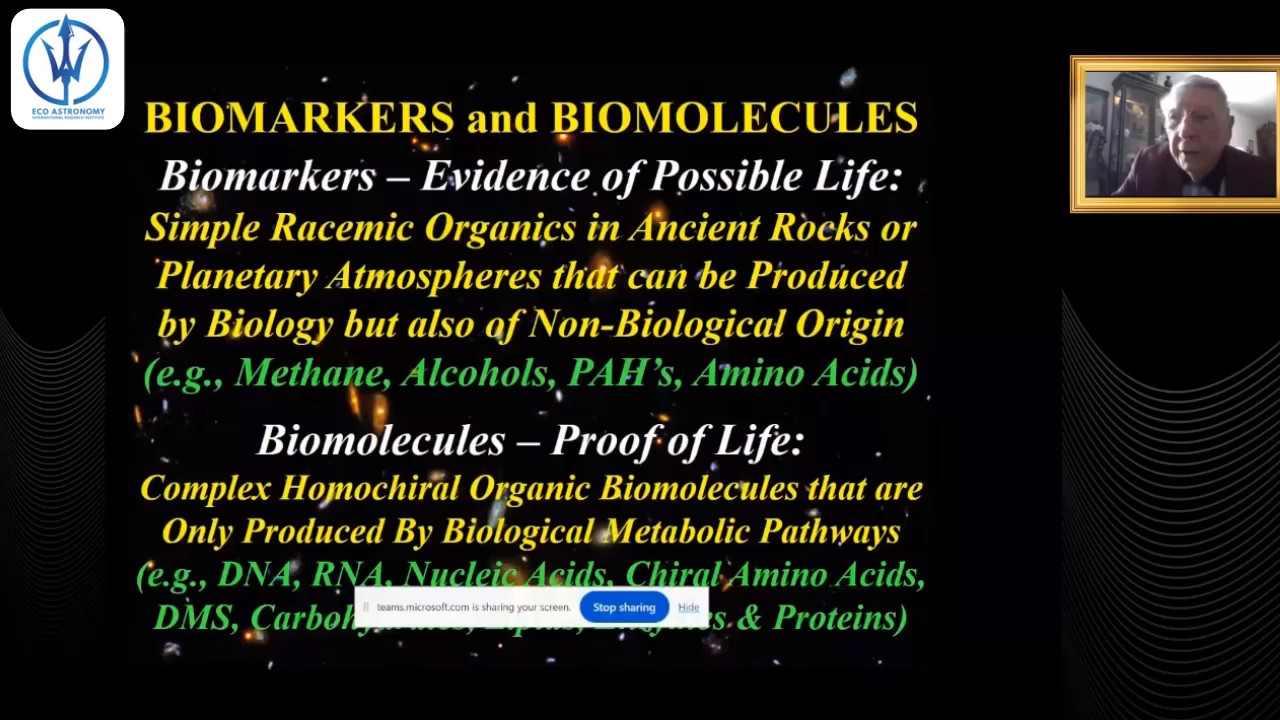 ECO ASTRONOMY
INTERNATIONAL RESEARCH INSTITUTE
BIOMARKERS and BIOMOLECULES
Biomarkers – Evidence of Possible Life:
Simple Racemic Organics in Ancient Rocks or
Planetary Atmospheres that can be Produced
by Biology but also of Non-Biological Origin
(e.g., Methane, Alcohols, PAH's, Amino Acids)
Biomolecules – Proof of Life:
Complex Homochiral Organic Biomolecules that are
Only Produced By Biological Metabolic Pathways
(e.g., DNA, RNA, Nucleic Acids, Chiral Amino Acids,
DMS, & Proteins)
teams.microsoft.com is sharing your screen. Stop sharing Hide